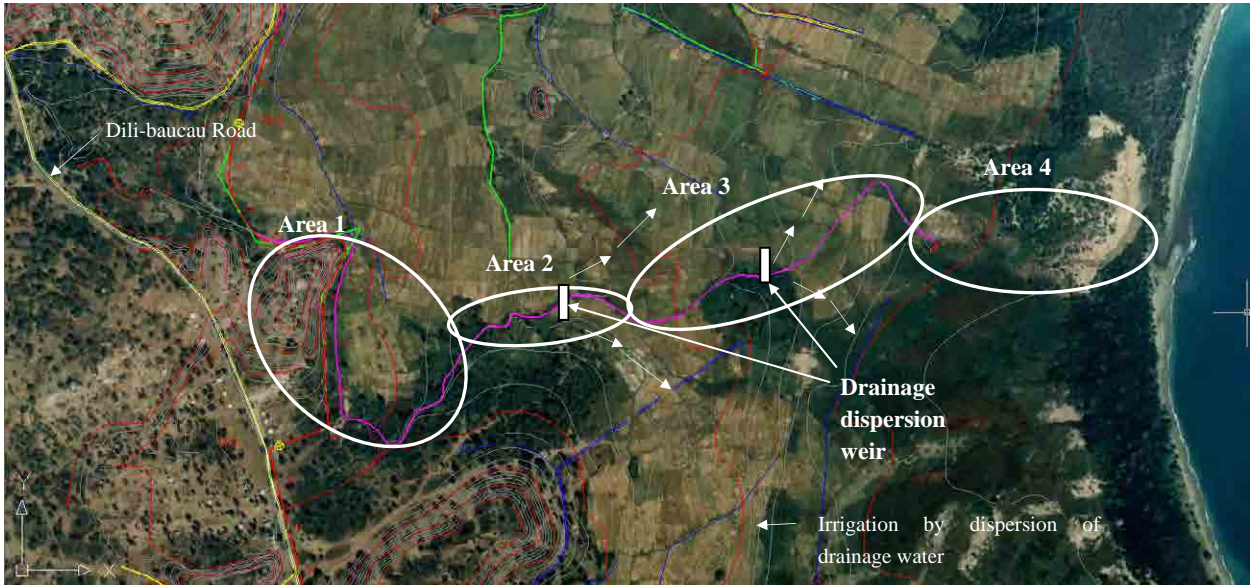 Dili-baucau Road
Area 1
Area 2
Area 3
Area 4
Drainage
dispersion
weir
Irrigation by dispersion of
drainage water
Y
X